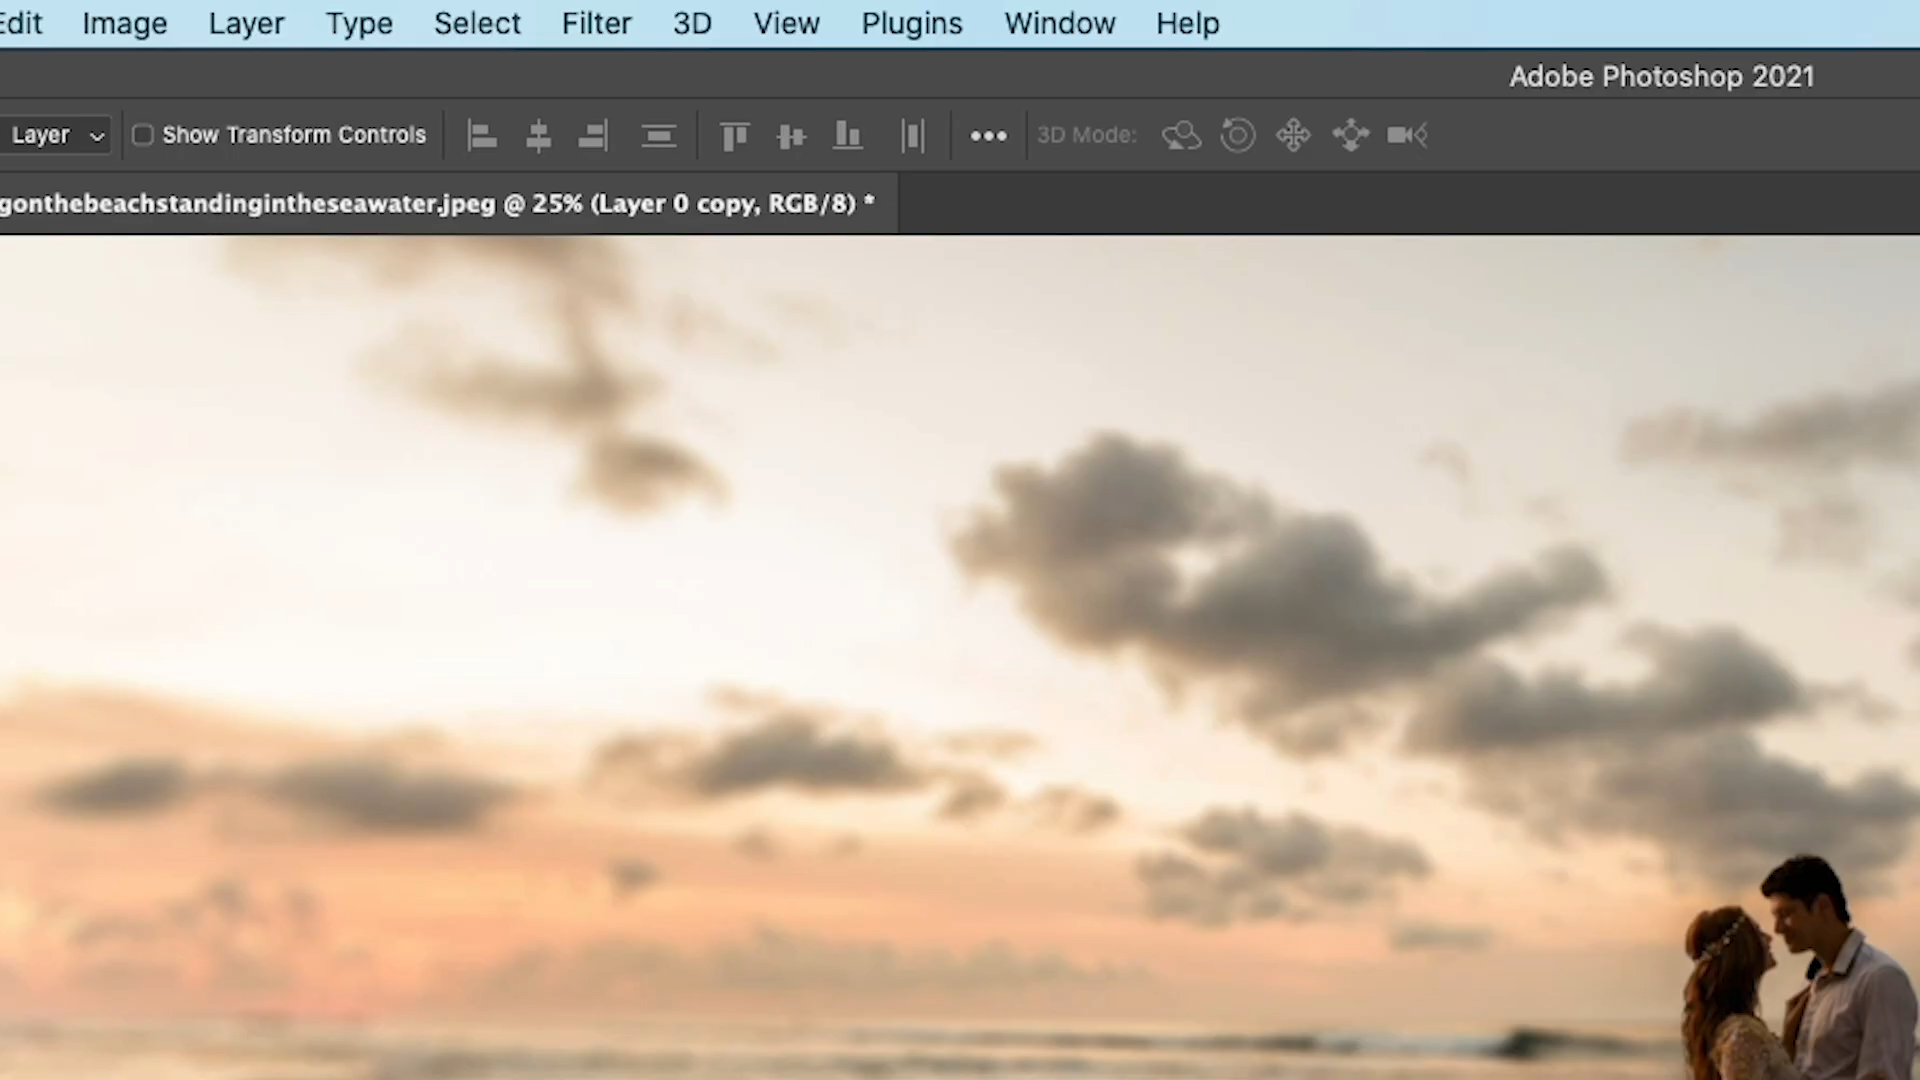 Edit Image Layer Type Select Filter 3D View Plugins Window Help
Adobe Photoshop 2021
Layer Show Transform Controls 3D Mode:
gonthebeachstandingintheseawater.jpeg @ 25% (Layer 0 copy, RGB/8) *